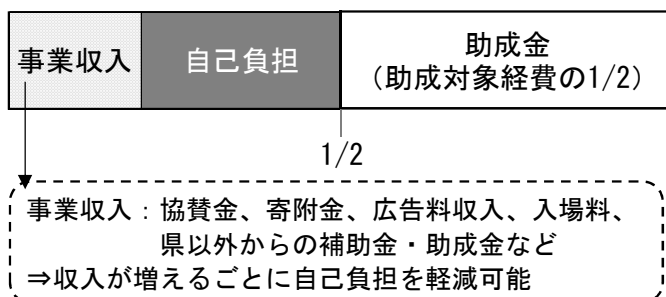 事業収入
自己負担
助成金
(助成対象経費の1/2)
1/2
事業収入：協賛金、寄附金、広告料収入、入場料、
県以外からの補助金・助成金など
⇒収入が増えるごとに自己負担を軽減可能